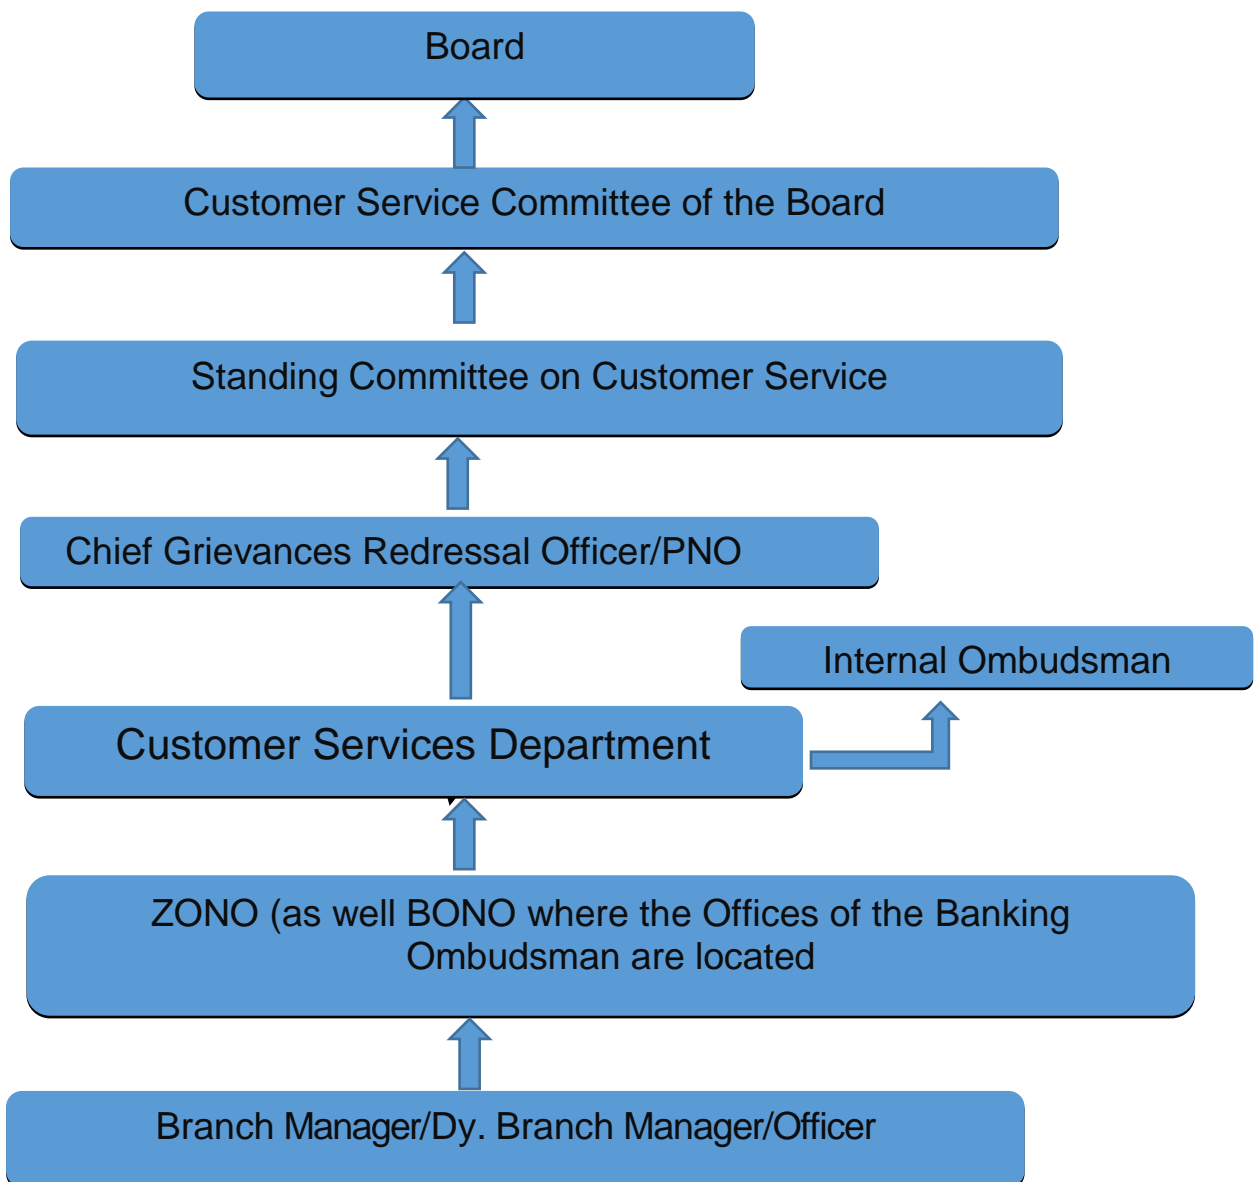 Board
Customer Service Committee of the Board
Standing Committee on Customer Service
Chief Grievances Redressal Officer/PNO
Internal Ombudsman
Customer Services Department
ZONO (as well BONO where the Offices of the Banking
Ombudsman are located
Branch Manager/Dy. Branch Manager/Officer